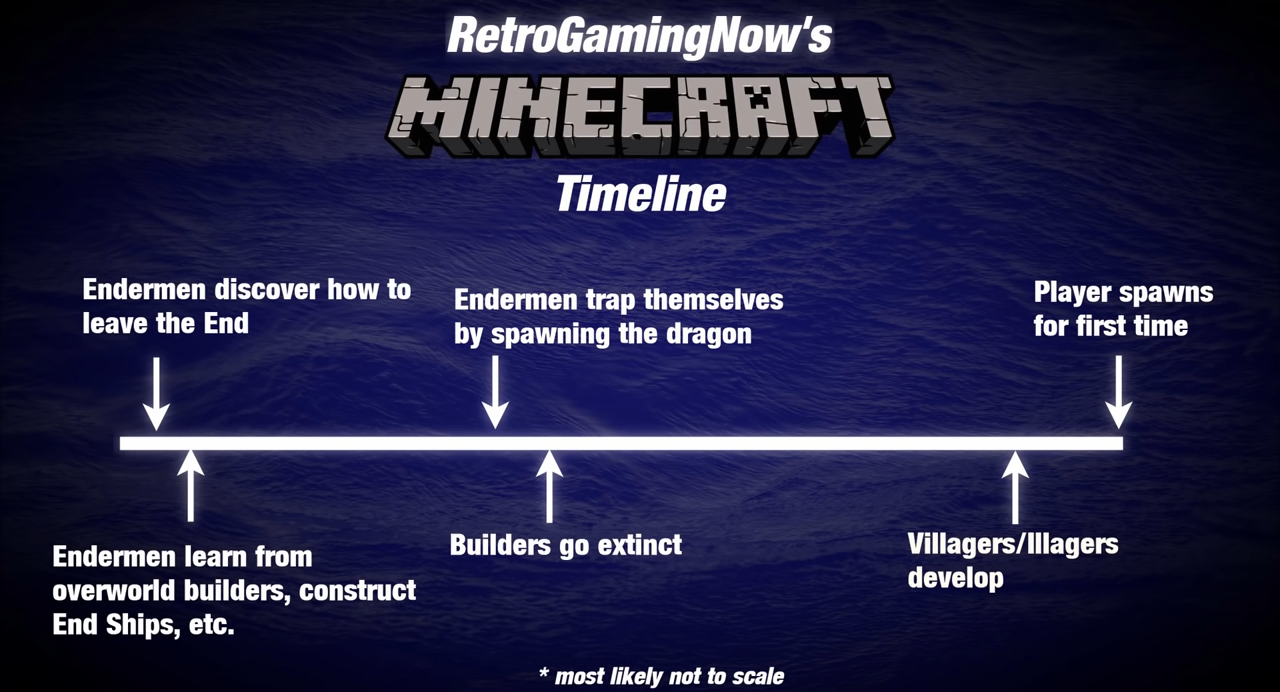 RetroGamingNow's
MINECRAFT
Timeline
Endermen discover how to
leave the End
Endermen trap themselves
by spawning the dragon
Player spawns
for first time
Endermen learn from
overworld builders, construct
End Ships, etc.
Builders go extinct
Villagers/Illagers
develop
* most likely not to scale